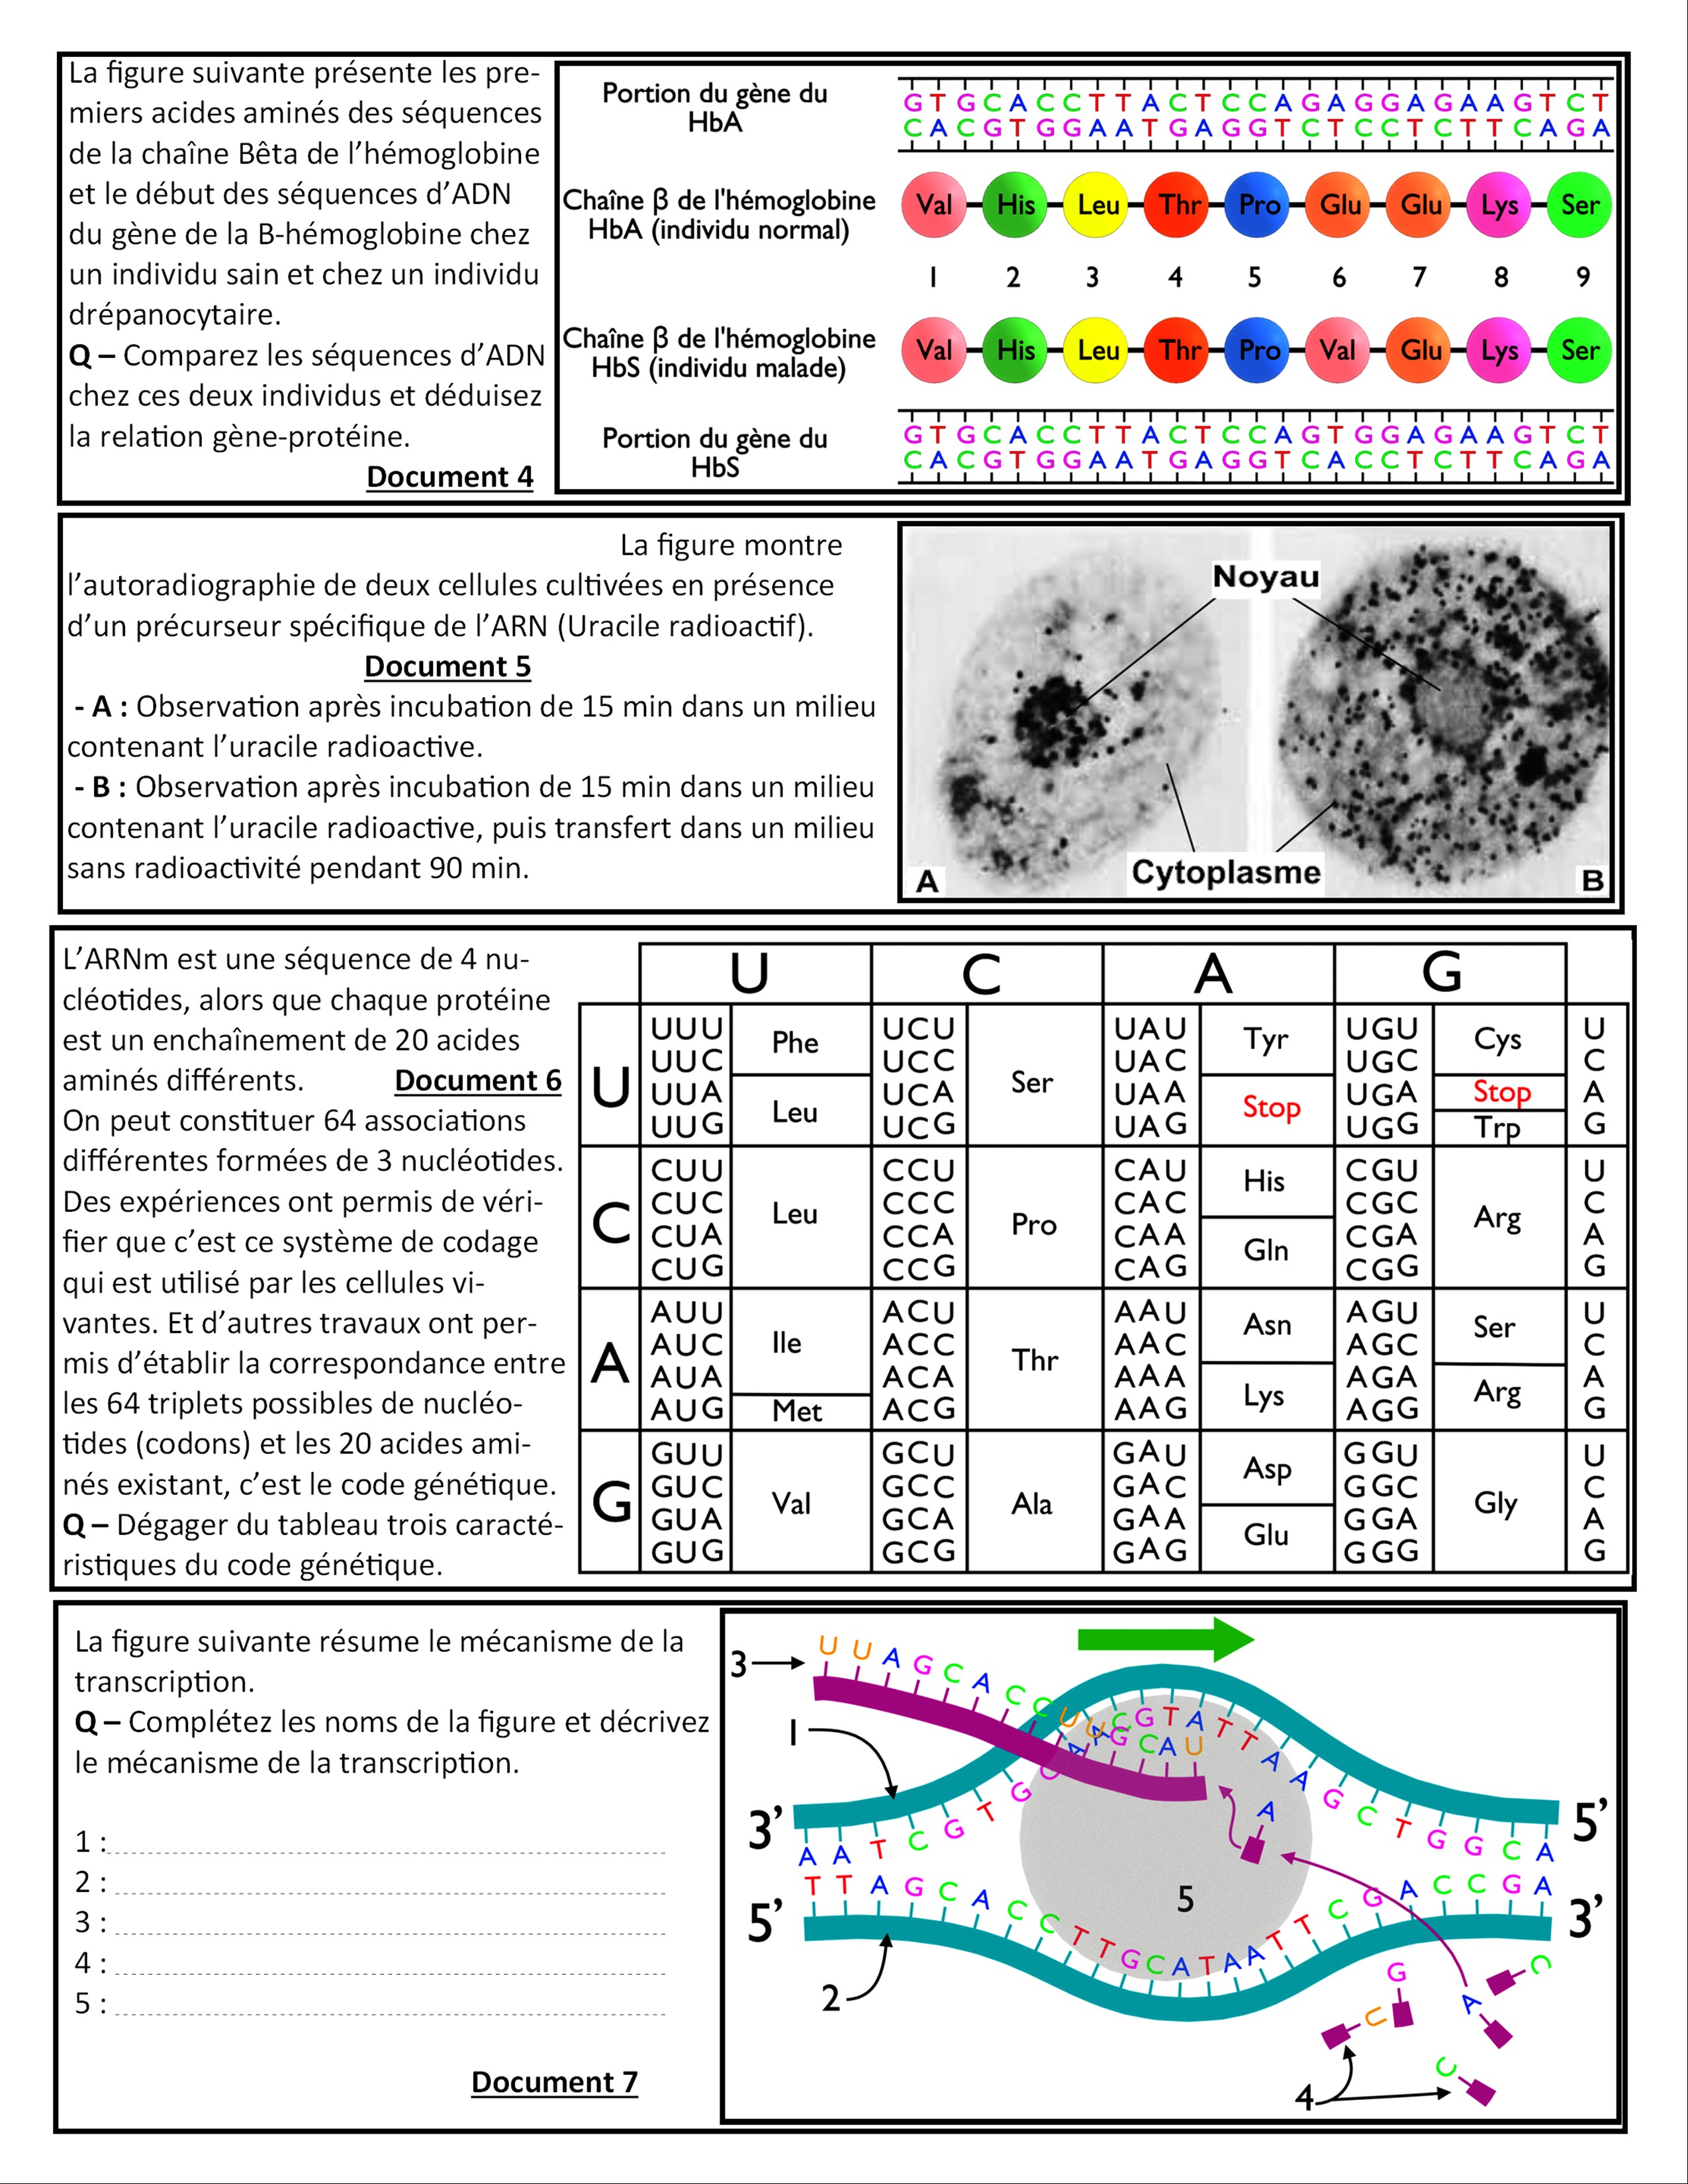 La figure suivante présente les pre-
miers acides aminés des séquences
de la chaîne Bêta de l'hémoglobine
et le début des séquences d'ADN
du gène de la B-hémoglobine chez
un individu sain et chez un individu
drépanocytaire.
Q – Comparez les séquences d'ADN
chez ces deux individus et déduisez
la relation gène-protéine.
Document 4
Portion du gène du
HbA
G T G C A C C T T A C T C C A G A G G A G A A G T C T
C A C G T G G A A T G A G G T C T C C T C T T C A G A
Chaîne β de l'hémoglobine
HbA (individu normal)
Val His Leu Thr Pro Glu Glu Lys Ser
1 2 3 4 5 6 7 8 9
Chaîne β de l'hémoglobine
HbS (individu malade)
Val His Leu Thr Pro Val Glu Lys Ser
Portion du gène du
HbS
G T G C A C C T T A C T C C A G T G G A G A A G T C T
C A C G T G G A A T G A G G T C A C C T C T T C A G A
La figure montre
l'autoradiographie de deux cellules cultivées en présence
d'un précurseur spécifique de l'ARN (Uracile radioactif).
Document 5
- A : Observation après incubation de 15 min dans un milieu
contenant l'uracile radioactive.
- B : Observation après incubation de 15 min dans un milieu
contenant l'uracile radioactive, puis transfert dans un milieu
sans radioactivité pendant 90 min.
Noyau
Cytoplasme
A
B
L'ARNm est une séquence de 4 nu-
cléotides, alors que chaque protéine
est un enchaînement de 20 acides
aminés différents. Document 6
On peut constituer 64 associations
différentes formées de 3 nucléotides.
Des expériences ont permis de véri-
fier que c'est ce système de codage
qui est utilisé par les cellules vi-
vantes. Et d'autres travaux ont per-
mis d'établir la correspondance entre
les 64 triplets possibles de nucléo-
tides (codons) et les 20 acides ami-
nés existant, c'est le code génétique.
Q – Dégager du tableau trois caracté-
ristiques du code génétique.
U C A G
U
UUU Phe UCU Ser UAU Tyr UGU Cys U
UUC UCC UAC UGC C
UUA Leu UCA UAA Stop UGA Stop A
UUG UCG UAG UGG Trp G
C
CUU Leu CCU Pro CAU His CGU Arg U
CUC CCC CAC CGC C
CUA CCA CAA Gln CGA A
CUG CCG CAG CGG G
A
AUU Ile ACU Thr AAU Asn AGU Ser U
AUC ACC AAC AGC C
AUA ACA AAA Lys AGA Arg A
AUG Met ACG AAG AGG G
G
GUU Val GCU Ala GAU Asp GGU Gly U
GUC GCC GAC GGC C
GUA GCA GAA Glu GGA A
GUG GCG GAG GGG G
La figure suivante résume le mécanisme de la
transcription.
Q – Complétez les noms de la figure et décrivez
le mécanisme de la transcription.
1 :
2 :
3 :
4 :
5 :
Document 7
3
U U A G C A C C U U
G C A U
1
C G T A T T A A G C T G G C A
3'
5'
A A T C G T G
A
T T A G C A C C T T G C A T A A T T C G A C C G A
5'
3'
5
2
G
U
A
C
C
4